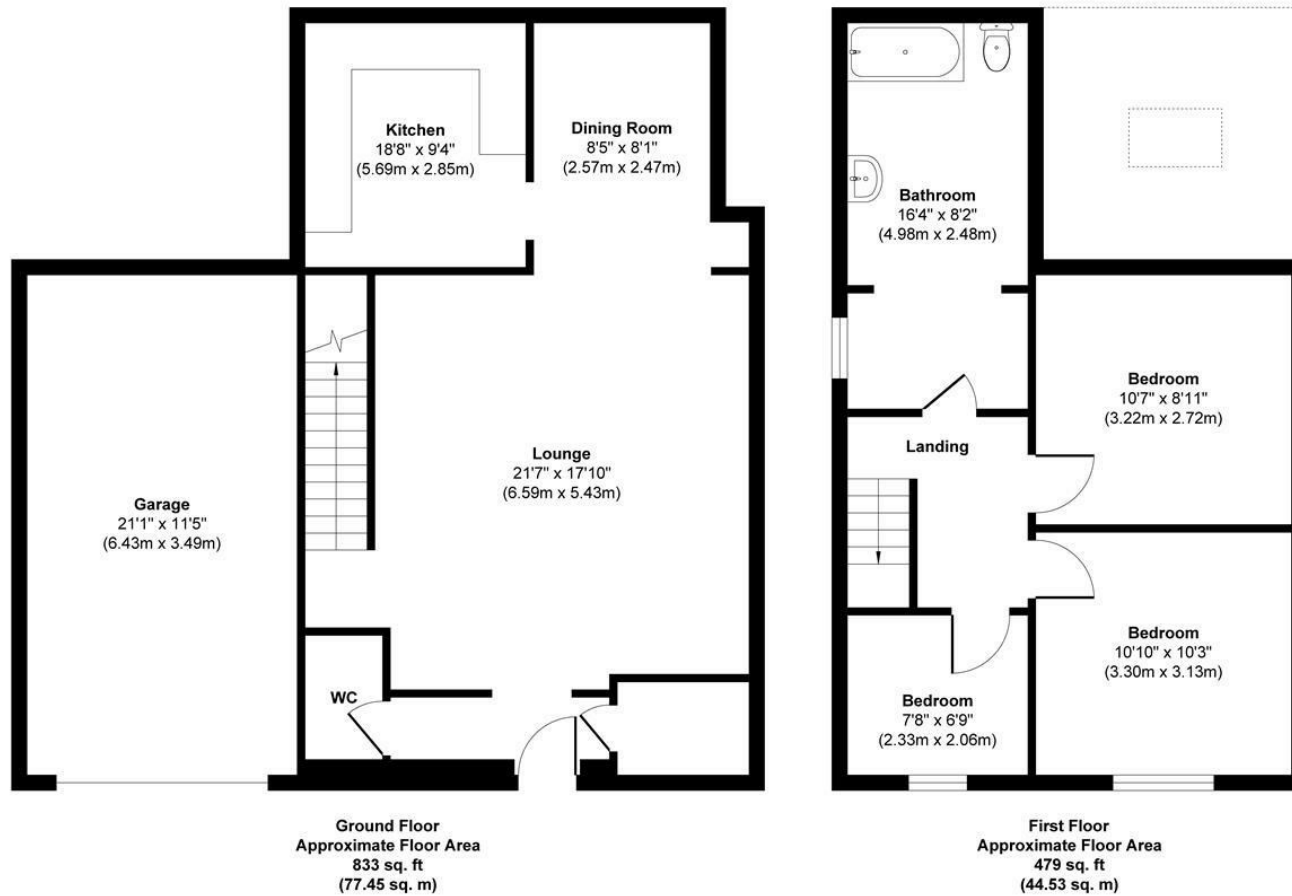 Kitchen
18'8" x 9'4"
(5.69m x 2.85m)
Dining Room
8'5" x 8'1"
(2.57m x 2.47m)
Garage
21'1" x 11'5"
(6.43m x 3.49m)
Lounge
21'7" x 17'10"
(6.59m x 5.43m)
WC
Ground Floor
Approximate Floor Area
833 sq. ft
(77.45 sq. m)
Bathroom
16'4" x 8'2"
(4.98m x 2.48m)
Bedroom
10'7" x 8'11"
(3.22m x 2.72m)
Landing
Bedroom
10'10" x 10'3"
(3.30m x 3.13m)
Bedroom
7'8" x 6'9"
(2.33m x 2.06m)
First Floor
Approximate Floor Area
479 sq. ft
(44.53 sq. m)